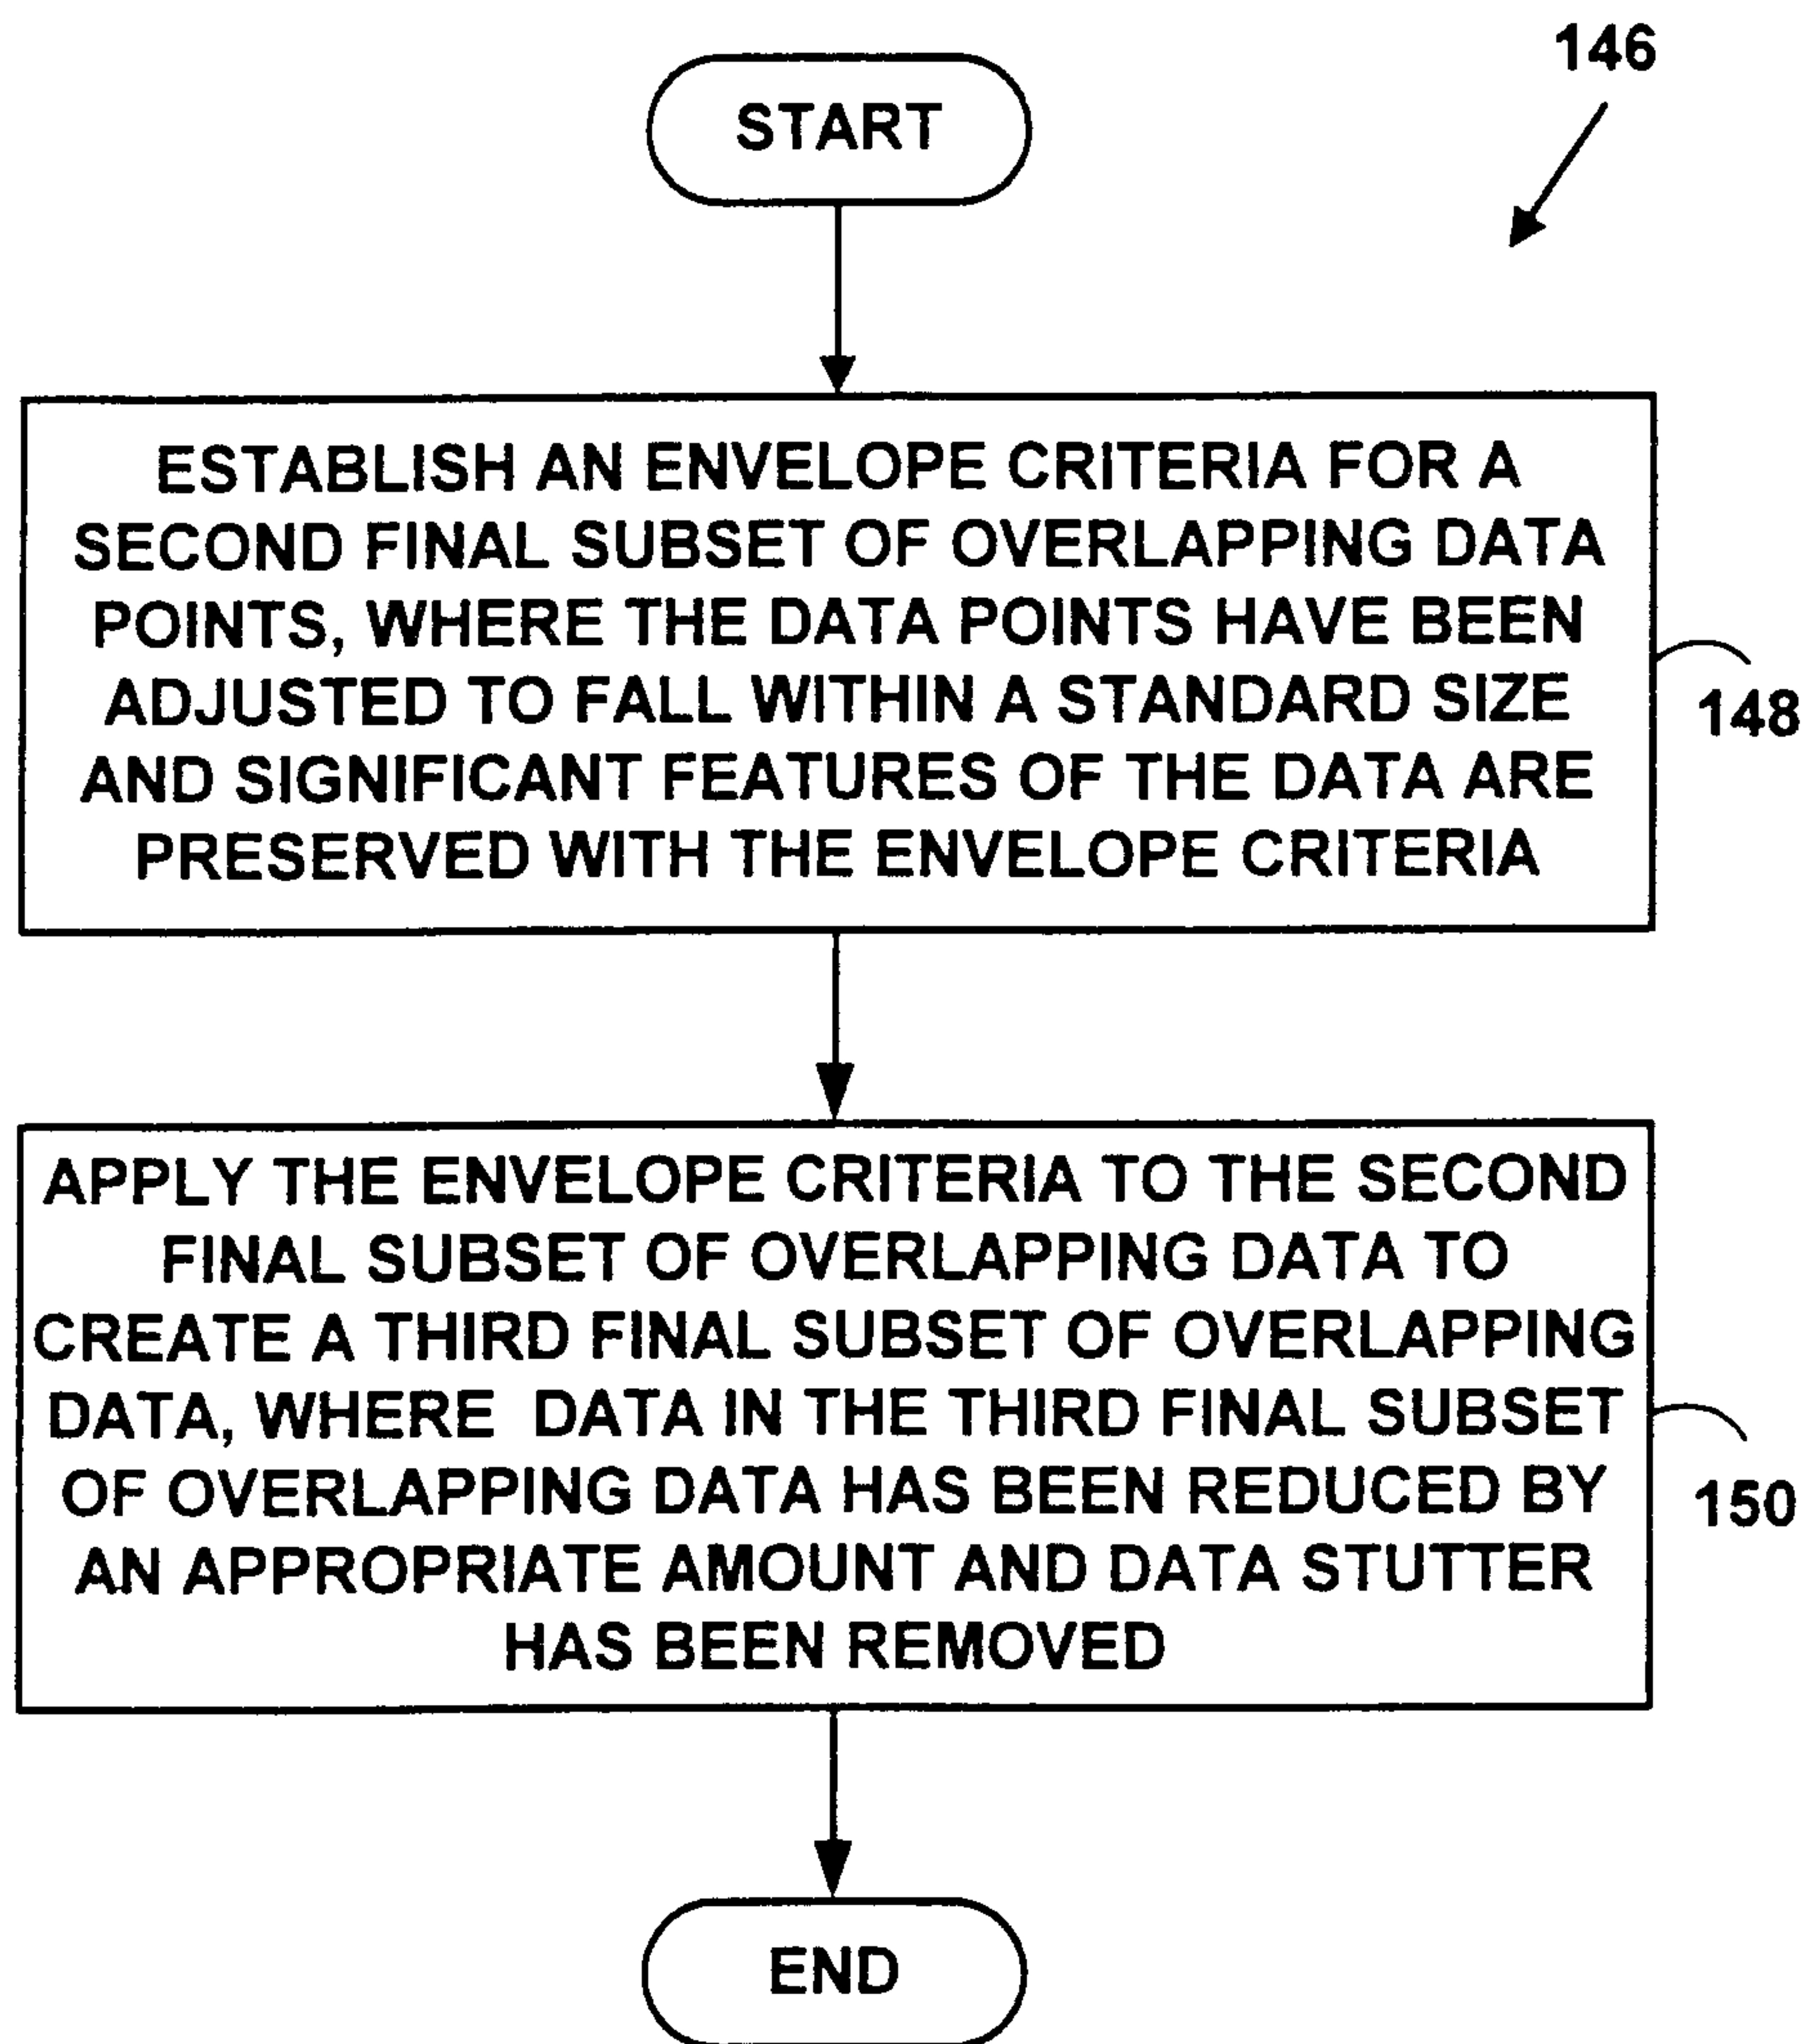 146
START
ESTABLISH AN ENVELOPE CRITERIA FOR A
SECOND FINAL SUBSET OF OVERLAPPING DATA
POINTS, WHERE THE DATA POINTS HAVE BEEN
ADJUSTED TO FALL WITHIN A STANDARD SIZE
AND SIGNIFICANT FEATURES OF THE DATA ARE
PRESERVED WITH THE ENVELOPE CRITERIA
148
APPLY THE ENVELOPE CRITERIA TO THE SECOND
FINAL SUBSET OF OVERLAPPING DATA TO
CREATE A THIRD FINAL SUBSET OF OVERLAPPING
DATA, WHERE DATA IN THE THIRD FINAL SUBSET
OF OVERLAPPING DATA HAS BEEN REDUCED BY
AN APPROPRIATE AMOUNT AND DATA STUTTER
HAS BEEN REMOVED
150
END